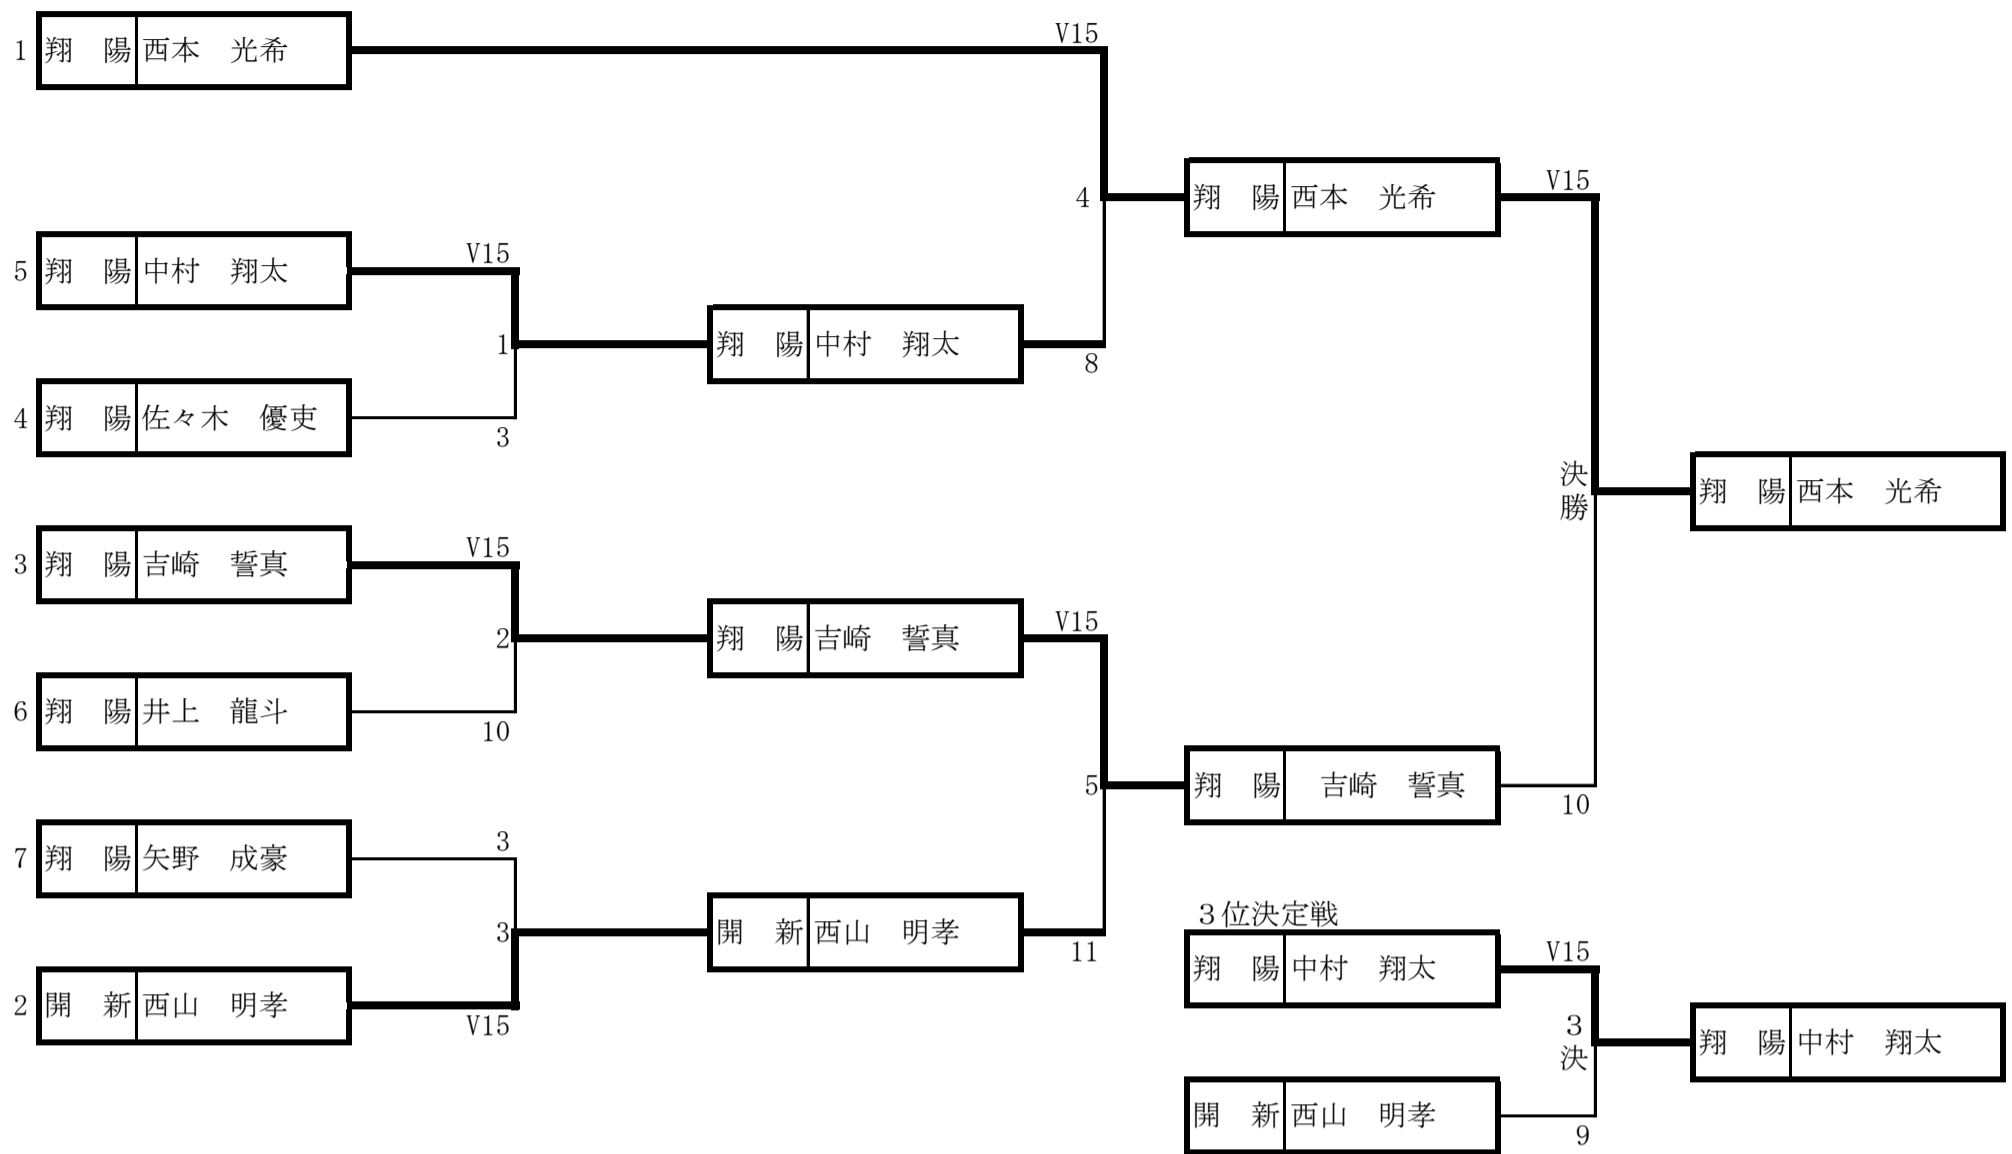 V15
1 翔　陽 西本　光希
4 翔　陽 西本　光希 V15
5 翔　陽 中村　翔太 V15
1 翔　陽 中村　翔太 8
4 翔　陽 佐々木　優吏 3
決勝 翔　陽 西本　光希
3 翔　陽 吉崎　誓真 V15
2 翔　陽 吉崎　誓真 V15
6 翔　陽 井上　龍斗 10
5 翔　陽 吉崎　誓真 10
7 翔　陽 矢野　成豪 3
3 開　新 西山　明孝 11
2 開　新 西山　明孝 V15
３位決定戦
翔　陽 中村　翔太 V15
3決 翔　陽 中村　翔太
開　新 西山　明孝 9